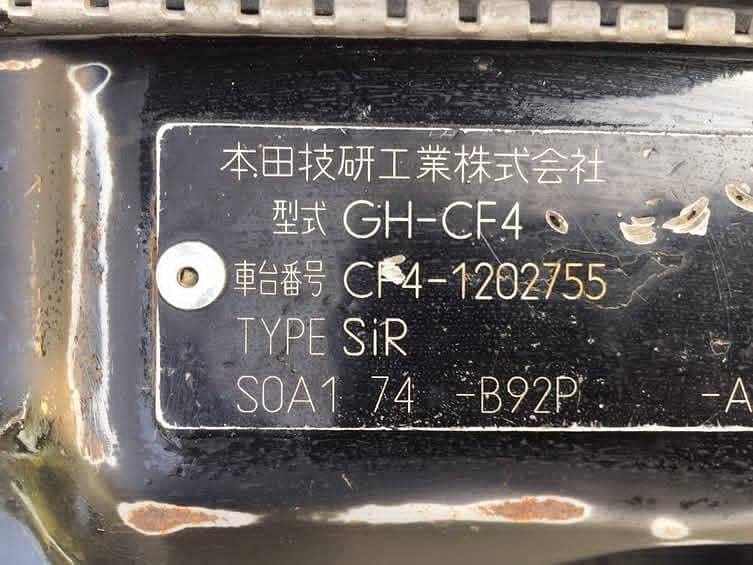 本田技研工業株式会社
型式 GH-CF4
車台番号 CF4-1202755
TYPE SiR
S0A1 74 -B92P -A